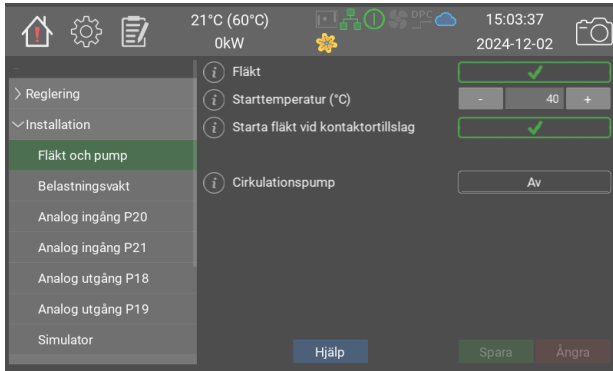 21°C (60°C)
0kW
DPC
15:03:37
2024-12-02
Reglering
Installation
Fläkt och pump
Belastningsvakt
Analog ingång P20
Analog ingång P21
Analog utgång P18
Analog utgång P19
Simulator
Fläkt
Starttemperatur (°C)
- 40 +
Starta fläkt vid kontaktortillslag
Cirkulationspump
Av
Hjälp
Spara
Ångra